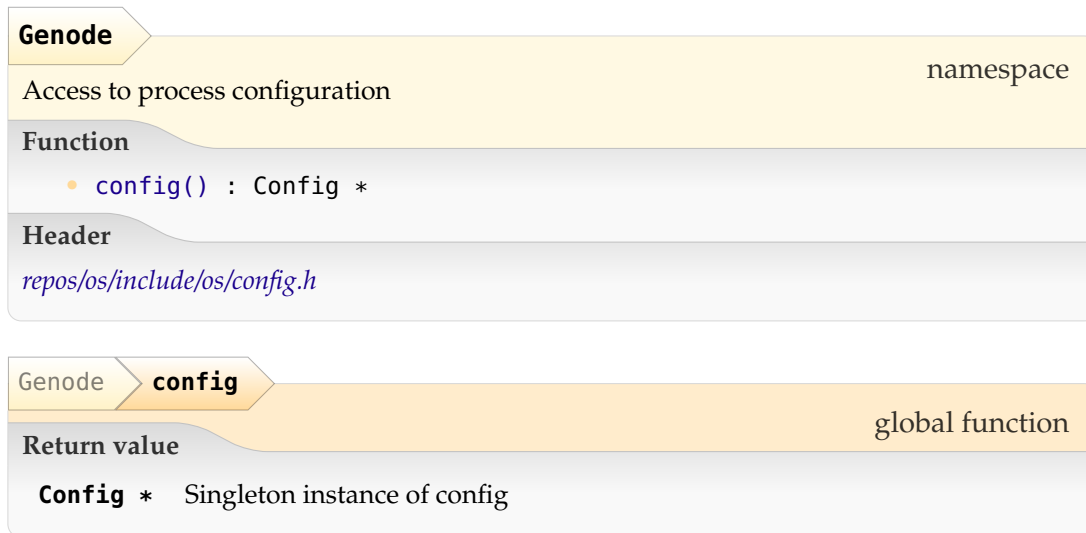 Genode
namespace
Access to process configuration
Function
• config() : Config *
Header
repos/os/include/os/config.h
Genode config
global function
Return value
Config * Singleton instance of config